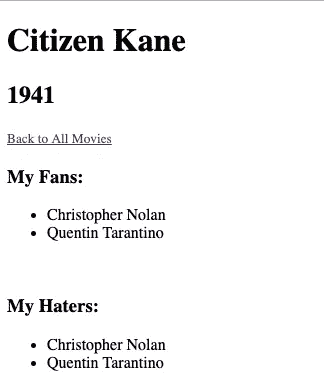 Citizen Kane
1941
Back to All Movies
My Fans:
Christopher Nolan
Quentin Tarantino
My Haters:
Christopher Nolan
Quentin Tarantino